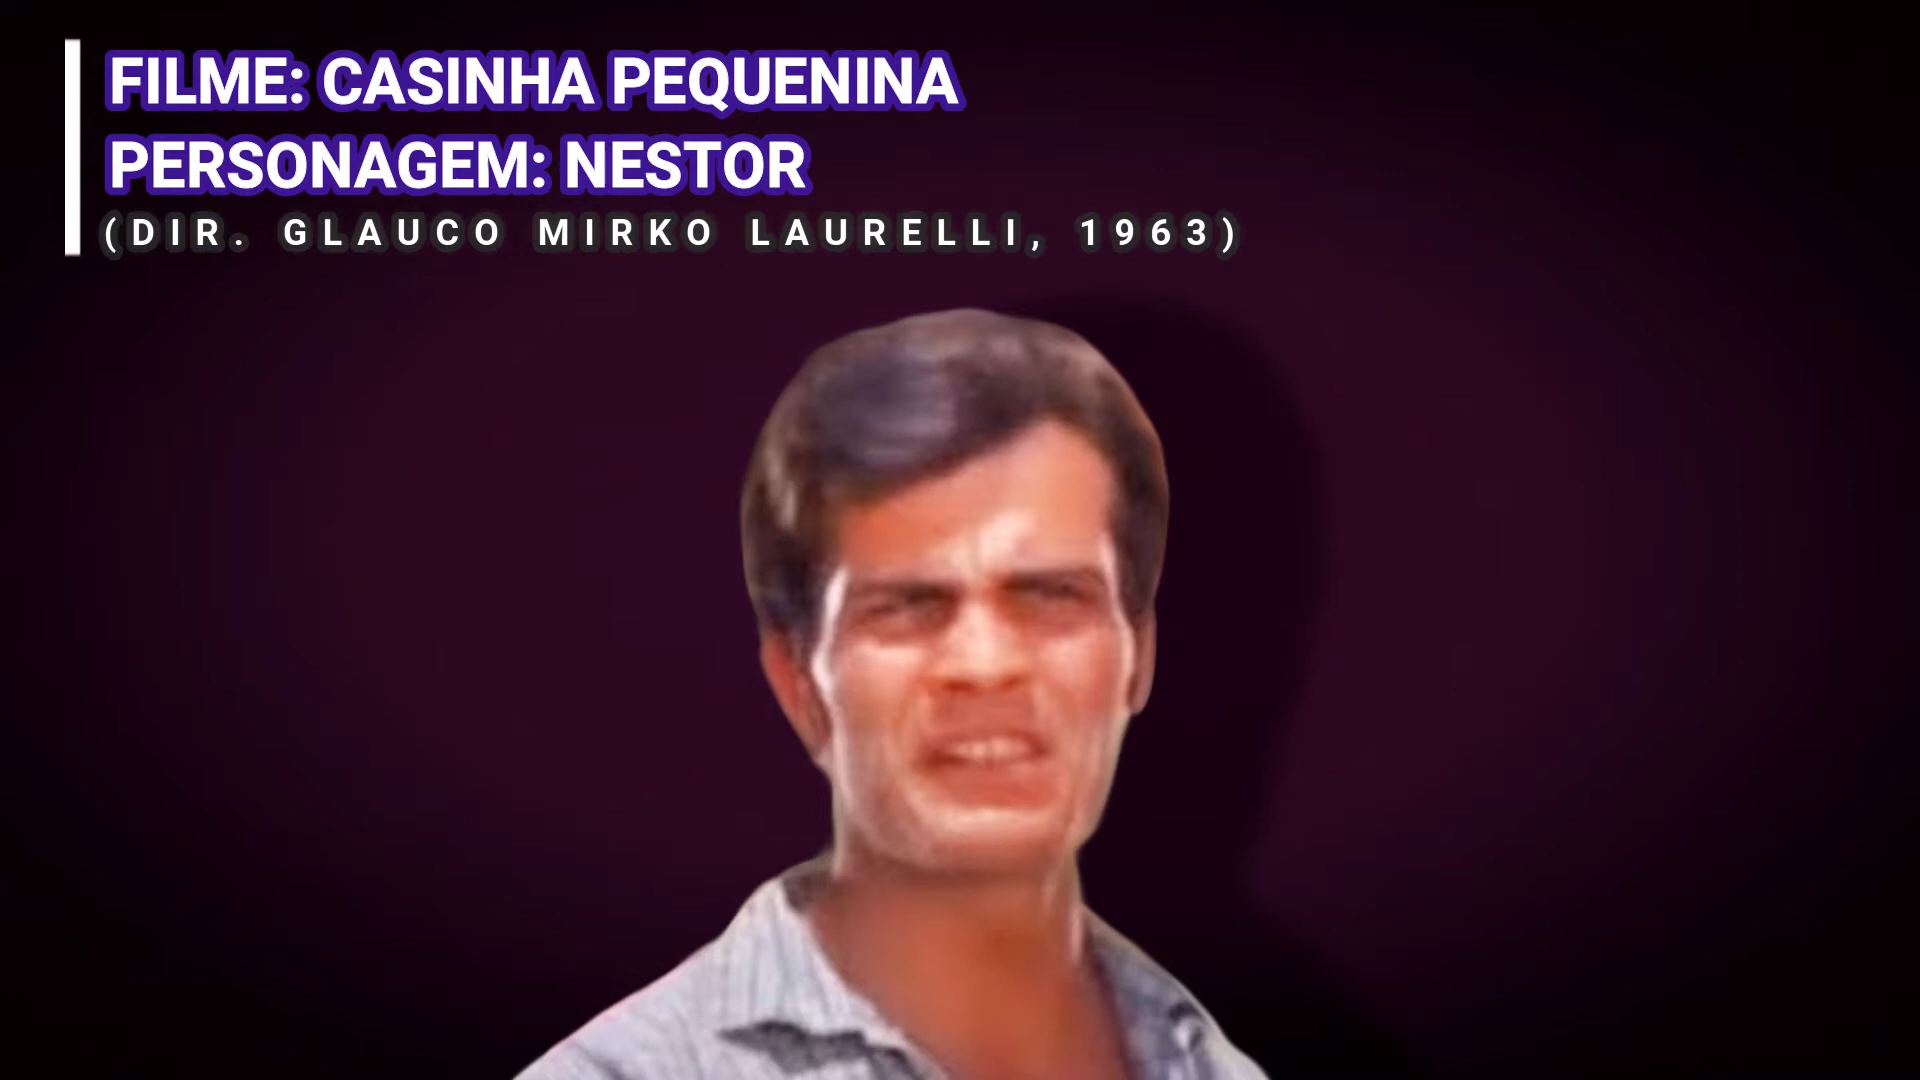 FILME: CASINHA PEQUENINA
PERSONAGEM: NESTOR
(DIR. GLAUCO MIRKO LAURELLI, 1963)